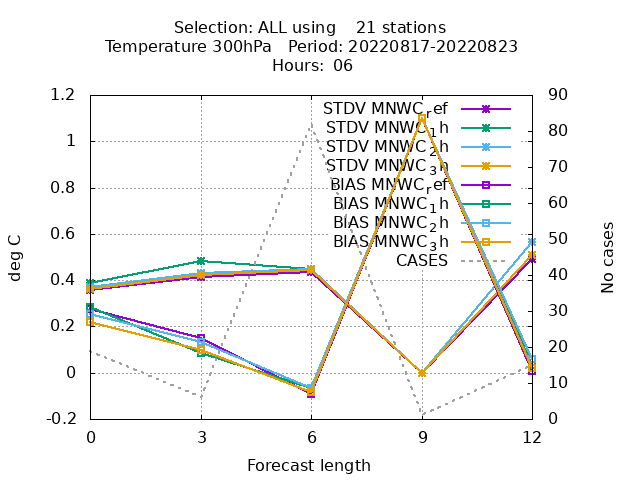 Selection: ALL using    21 stations
Temperature 300hPa   Period: 20220817-20220823
Hours:  06
1.2
1
0.8
0.6
0.4
0.2
0
-0.2
deg C
90
80
70
60
50
40
30
20
10
0
No cases
STDV MNWC_ref
STDV MNWC_1h
STDV MNWC_2h
STDV MNWC_3h
BIAS MNWC_ref
BIAS MNWC_1h
BIAS MNWC_2h
BIAS MNWC_3h
CASES
0 3 6 9 12
Forecast length